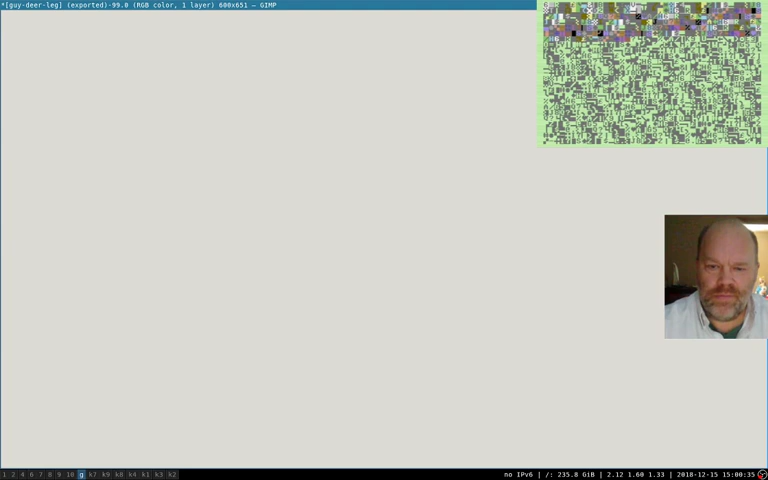 *[guy-deer-leg] (exported)-99.0 (RGB color, 1 layer) 600x651 – GIMP
1 2 4 6 7 8 9 10 g k7 k9 k8 k4 k1 k3 k2
no IPv6 | /: 235.8 GiB | 2.12 1.60 1.33 | 2018-12-15 15:00:35